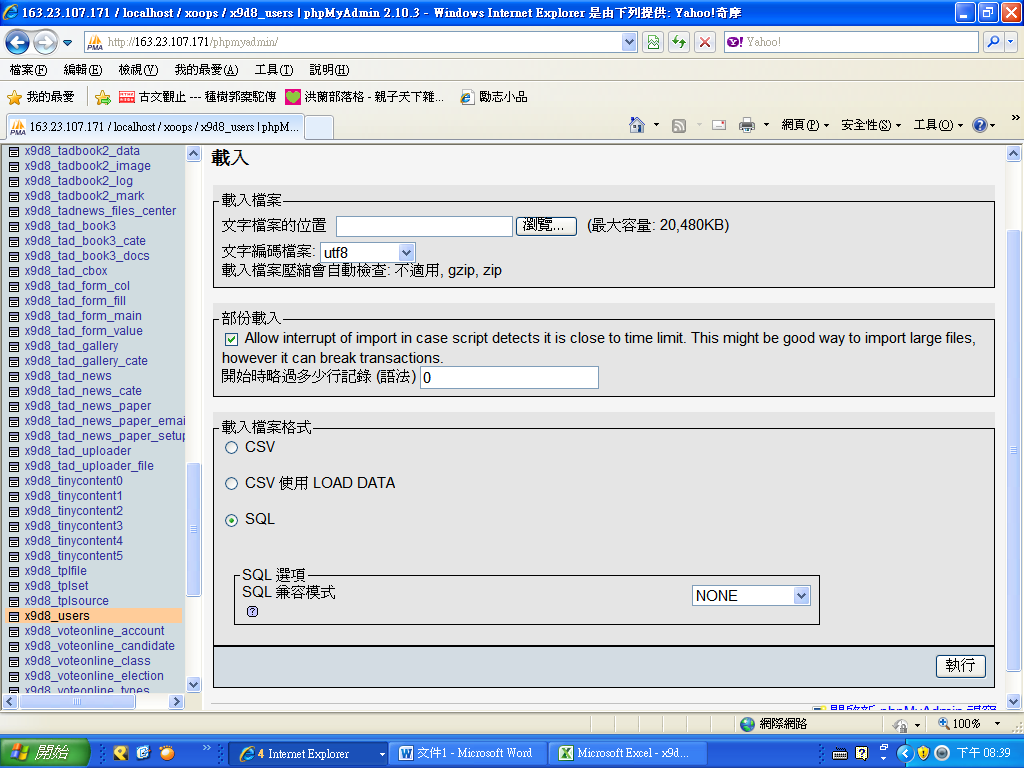 163.23.107.171 / localhost / xoops / x9d8_users | phpMyAdmin 2.10.3 - Windows Internet Explorer 是由下列提供: Yahoo!奇摩
http://163.23.107.171/phpmyadmin/
Yahoo!
檔案(F) 編輯(E) 檢視(V) 我的最愛(A) 工具(T) 說明(H)
我的最愛 古文觀止 --- 種樹郭橐駝傳 洪蘭部落格 - 親子天下雜... 勵志小品
163.23.107.171 / localhost / xoops / x9d8_users | phpM...
網頁(P) 安全性(S) 工具(O)
x9d8_tadbook2_data
x9d8_tadbook2_image
x9d8_tadbook2_log
x9d8_tadbook2_mark
x9d8_tadnews_files_center
x9d8_tad_book3
x9d8_tad_book3_cate
x9d8_tad_book3_docs
x9d8_tad_cbox
x9d8_tad_form_col
x9d8_tad_form_fill
x9d8_tad_form_main
x9d8_tad_form_value
x9d8_tad_gallery
x9d8_tad_gallery_cate
x9d8_tad_news
x9d8_tad_news_cate
x9d8_tad_news_paper
x9d8_tad_news_paper_emai
x9d8_tad_news_paper_setup
x9d8_tad_uploader
x9d8_tad_uploader_file
x9d8_tinycontent0
x9d8_tinycontent1
x9d8_tinycontent2
x9d8_tinycontent3
x9d8_tinycontent4
x9d8_tinycontent5
x9d8_tplfile
x9d8_tplset
x9d8_tplsource
x9d8_users
x9d8_voteonline_account
x9d8_voteonline_candidate
x9d8_voteonline_class
x9d8_voteonline_election
x9d8_voteonline_types
載入
載入檔案
文字檔案的位置 瀏覽... (最大容量: 20,480KB)
文字編碼檔案: utf8
載入檔案壓縮會自動檢查: 不適用, gzip, zip
部份載入
Allow interrupt of import in case script detects it is close to time limit. This might be good way to import large files,
however it can break transactions.
開始時略過多少行記錄 (語法) 0
載入檔案格式
CSV
CSV 使用 LOAD DATA
SQL
SQL 選項
SQL 兼容模式 NONE
執行
開啟新 phpMyAdmin 視窗
網際網路 100%
開始 4 Internet Explorer 文件1 - Microsoft Word Microsoft Excel - x9d... 下午 08:39